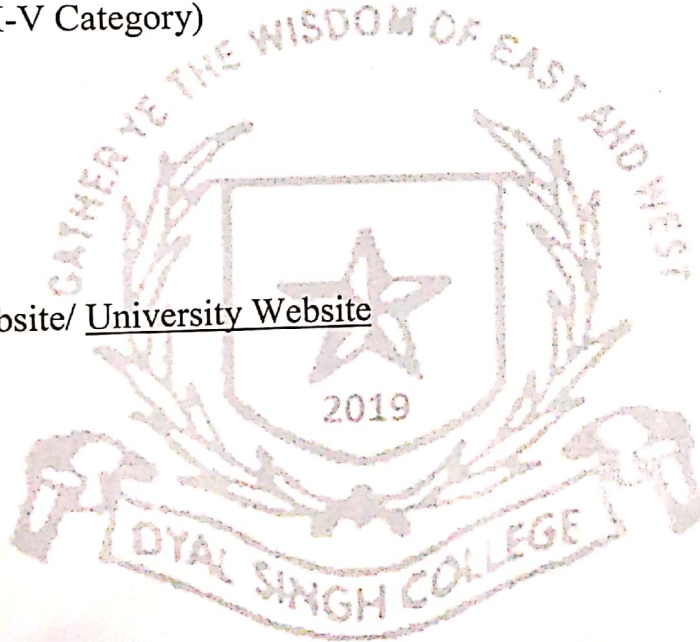 (-V Category)
GATHER YE THE WISDOM OF EAST AND WEST
bsite/ University Website
2019
DYAL SINGH COLLEGE